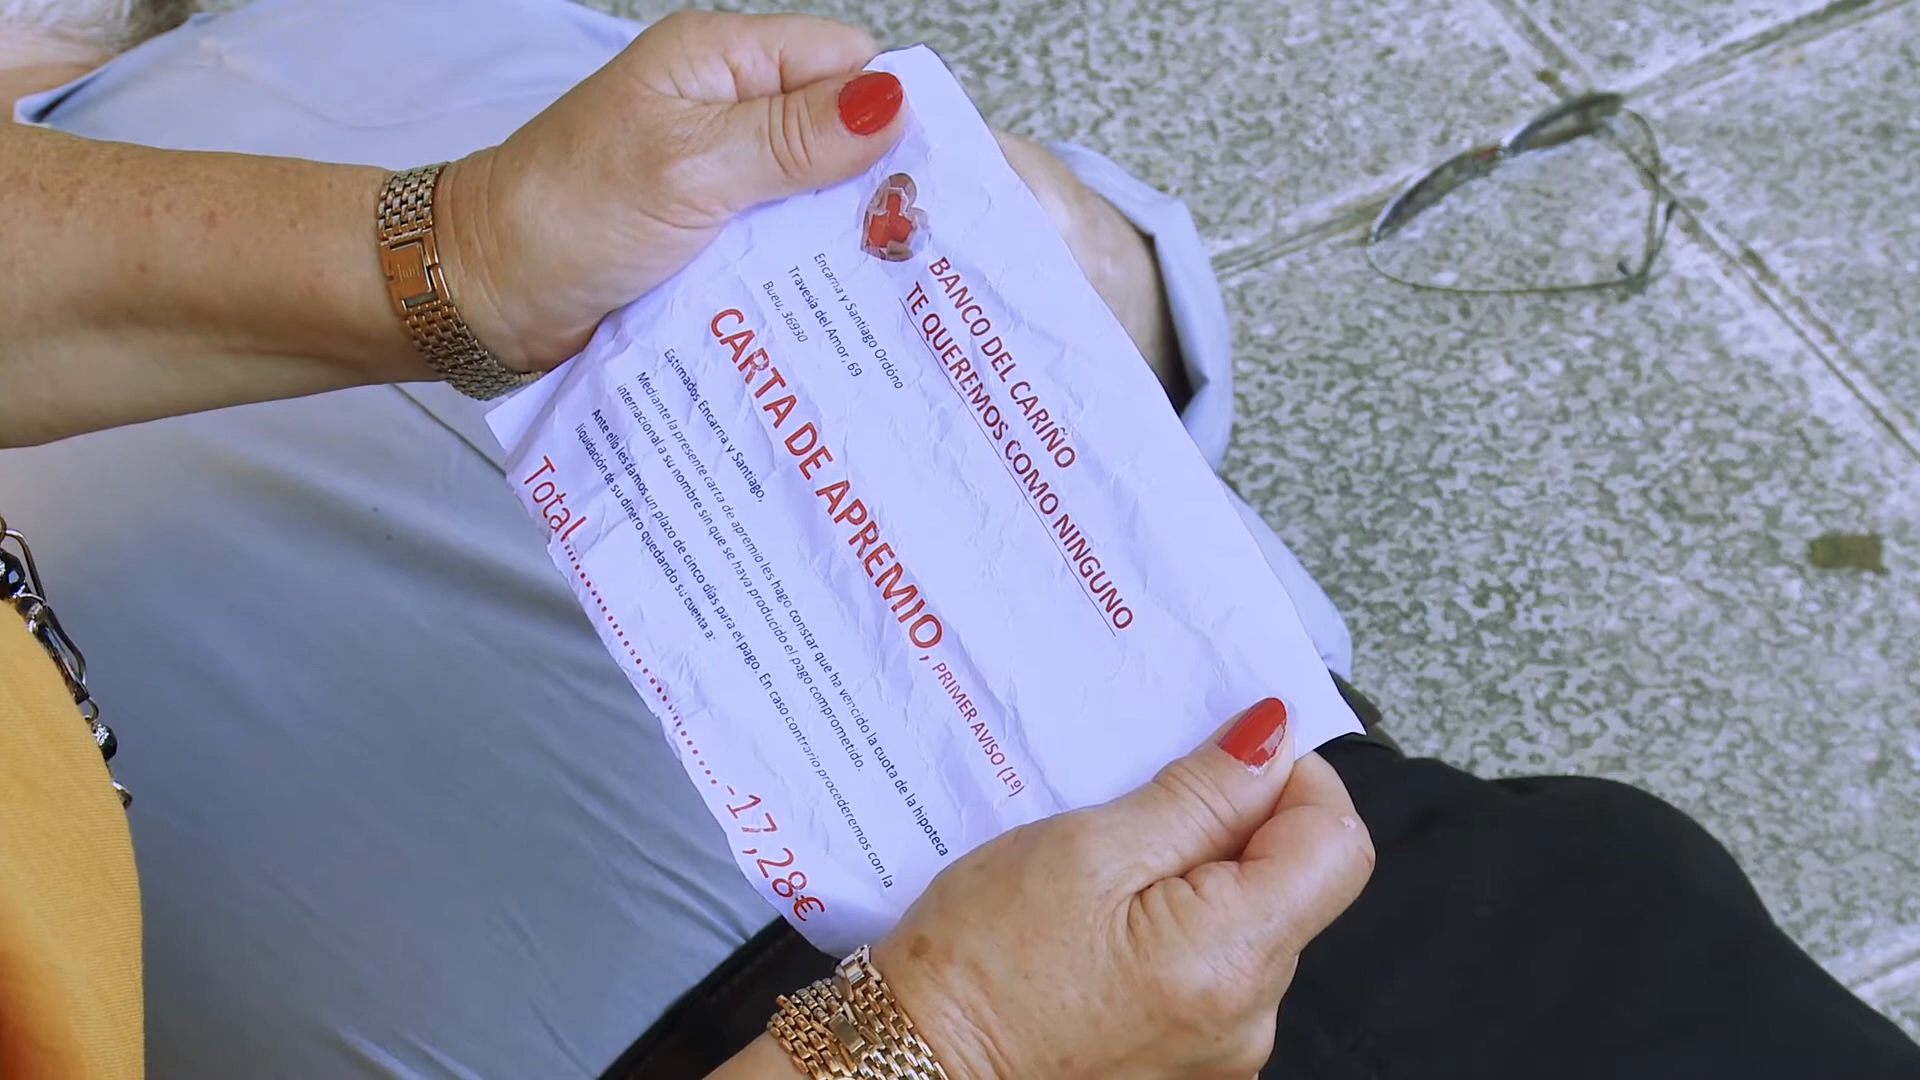 BANCO DEL CARIÑO
TE QUEREMOS COMO NINGUNO
Encarna y Santiago Ordóno
Travesía del Amor, 69
Bueu, 36930
CARTA DE APREMIO, PRIMER AVISO (1º)
Estimados Encarna y Santiago,
Mediante la presente carta de apremio les hago constar que ha vencido la cuota de la hipoteca
internacional a su nombre sin que se haya producido el pago comprometido.
Ante ello les damos un plazo de cinco días para el pago. En caso contrario procederemos con la
liquidación de su dinero quedando su cuenta a:
Total........................-17,28€